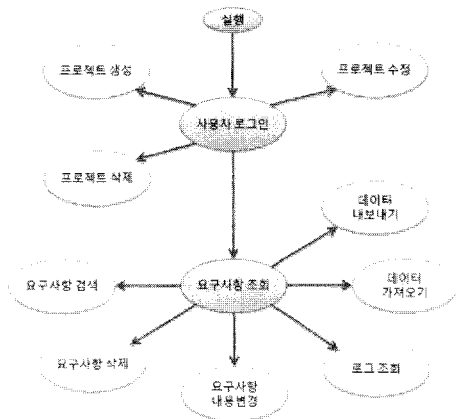 실행
프로젝트 생성
프로젝트 수정
사용자 로그인
프로젝트 삭제
데이터
내보내기
요구사항 검색
요구사항 조회
데이터
가져오기
요구사항 삭제
로그 조회
요구사항
내용변경